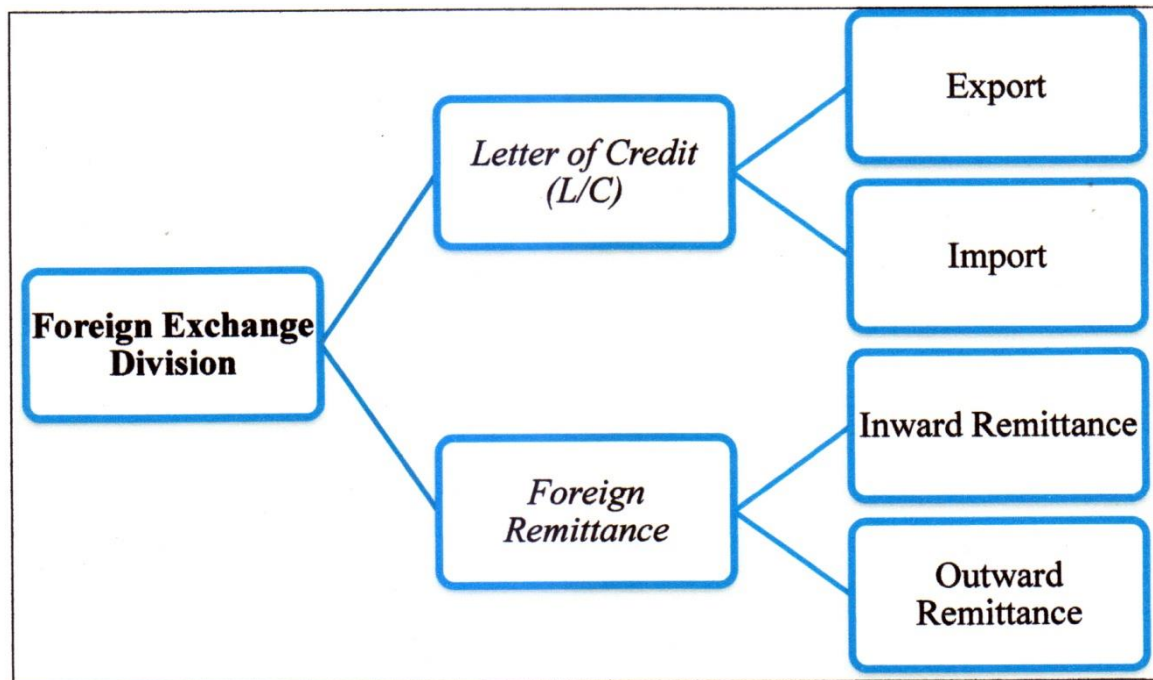 Foreign Exchange
Division
Letter of Credit
(L/C)
Foreign
Remittance
Export
Import
Inward Remittance
Outward
Remittance